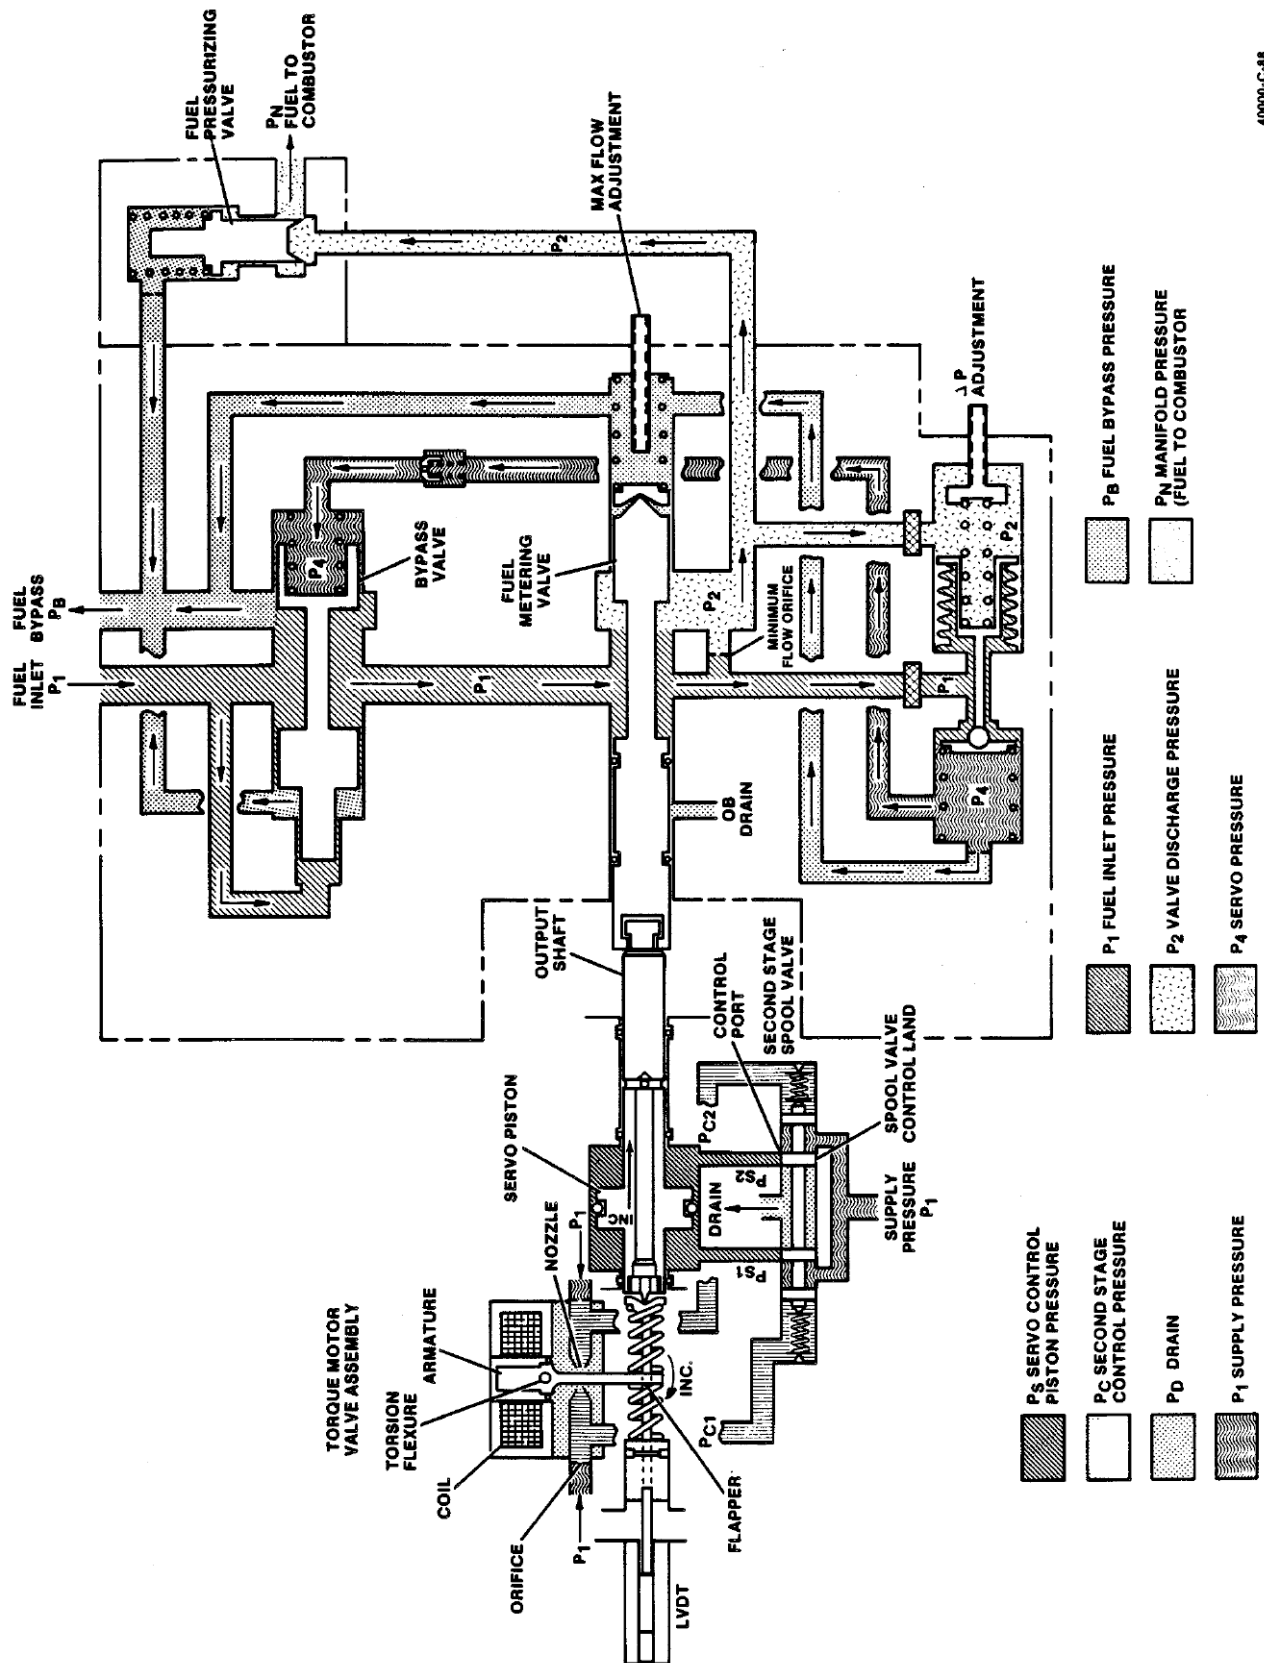 FUEL
INLET
P1
FUEL
BYPASS
PB
FUEL
PRESSURIZING
VALVE
PN
FUEL TO
COMBUSTOR
P4
BYPASS
VALVE
P1
FUEL
METERING
VALVE
MAX FLOW
ADJUSTMENT
P2
P2
MINIMUM
FLOW ORIFICE
OB
DRAIN
P1
P4
P2
Δ P
ADJUSTMENT
OUTPUT
SHAFT
SERVO PISTON
INC
CONTROL
PORT
SECOND STAGE
SPOOL VALVE
SPOOL VALVE
CONTROL LAND
PC2
PS2
DRAIN
PS1
SUPPLY
PRESSURE
P1
PC1
TORQUE MOTOR
VALVE ASSEMBLY
ARMATURE
NOZZLE
P1
TORSION
FLEXURE
COIL
ORIFICE
P1
INC.
FLAPPER
LVDT
PS SERVO CONTROL
PISTON PRESSURE
PC SECOND STAGE
CONTROL PRESSURE
PD DRAIN
P1 SUPPLY PRESSURE
P1 FUEL INLET PRESSURE
P2 VALVE DISCHARGE PRESSURE
P4 SERVO PRESSURE
PB FUEL BYPASS PRESSURE
PN MANIFOLD PRESSURE
(FUEL TO COMBUSTOR)